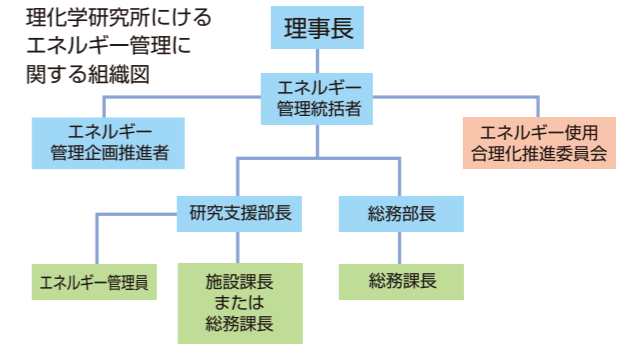 理化学研究所にける
エネルギー管理に
関する組織図
理事長
エネルギー
管理統括者
エネルギー
管理企画推進者
エネルギー使用
合理化推進委員会
研究支援部長
総務部長
エネルギー管理員
施設課長
または
総務課長
総務課長